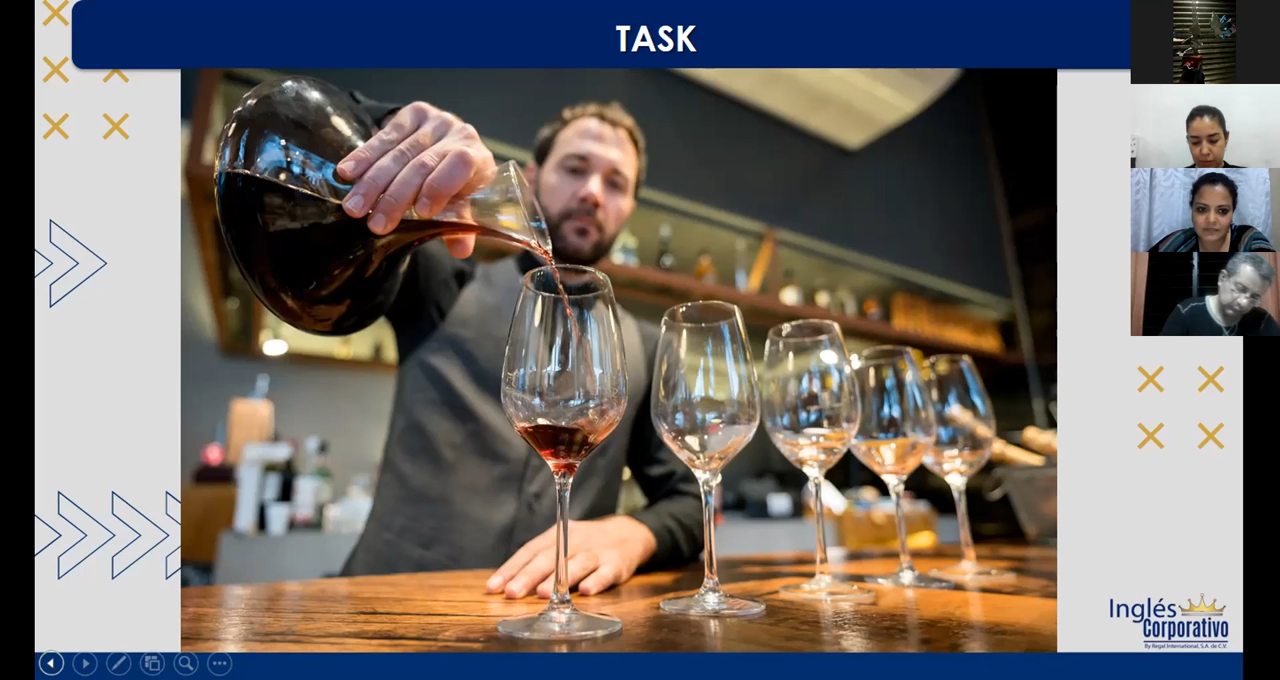 TASK
Inglés
Corporativo
By Regal International, S.A. de C.V.